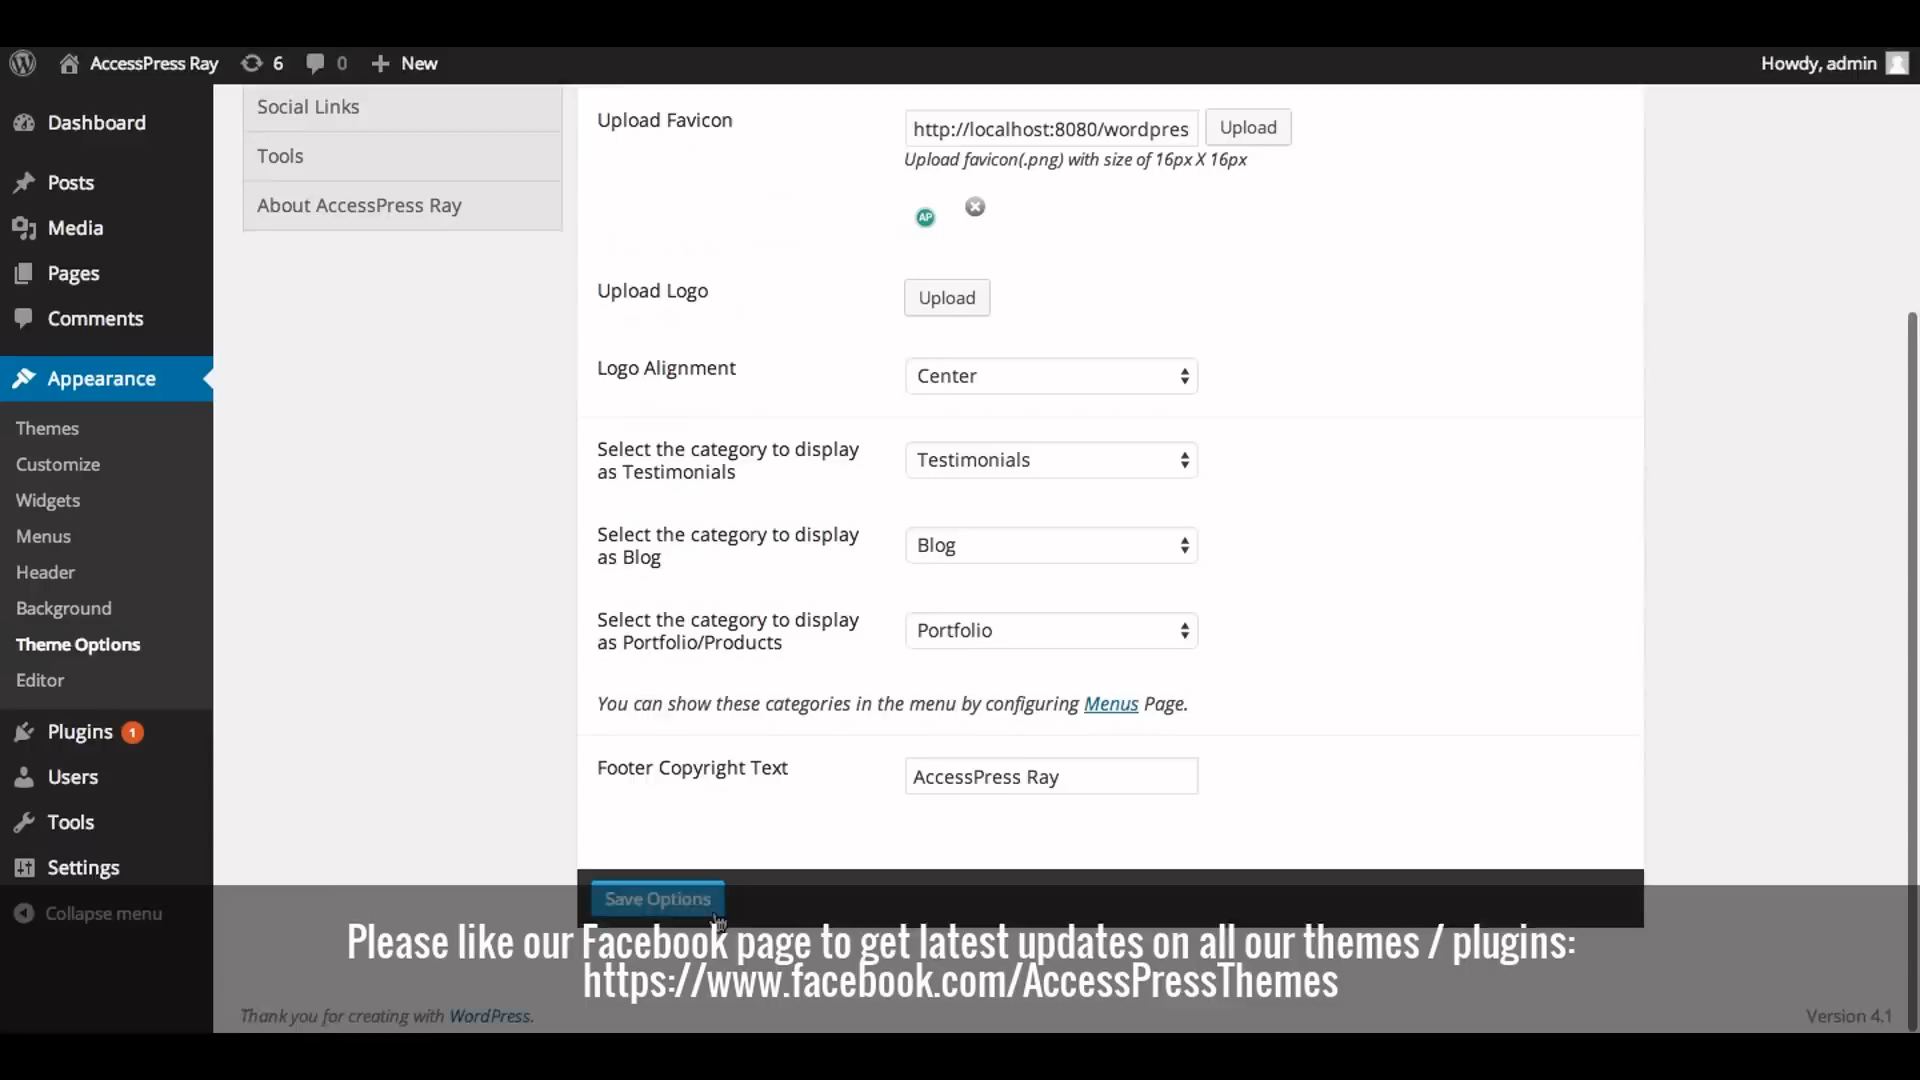 AccessPress Ray 6 0 New Howdy, admin
Dashboard
Posts
Media
Pages
Comments
Appearance
Themes
Customize
Widgets
Menus
Header
Background
Theme Options
Editor
Plugins 1
Users
Tools
Settings
Collapse menu
Social Links
Tools
About AccessPress Ray
Upload Favicon http://localhost:8080/wordpres Upload
Upload favicon(.png) with size of 16px X 16px
AP
Upload Logo Upload
Logo Alignment Center
Select the category to display
as Testimonials Testimonials
Select the category to display
as Blog Blog
Select the category to display
as Portfolio/Products Portfolio
You can show these categories in the menu by configuring Menus Page.
Footer Copyright Text AccessPress Ray
Save Options
Please like our Facebook page to get latest updates on all our themes / plugins:
https://www.facebook.com/AccessPressThemes
Thank you for creating with WordPress. Version 4.1